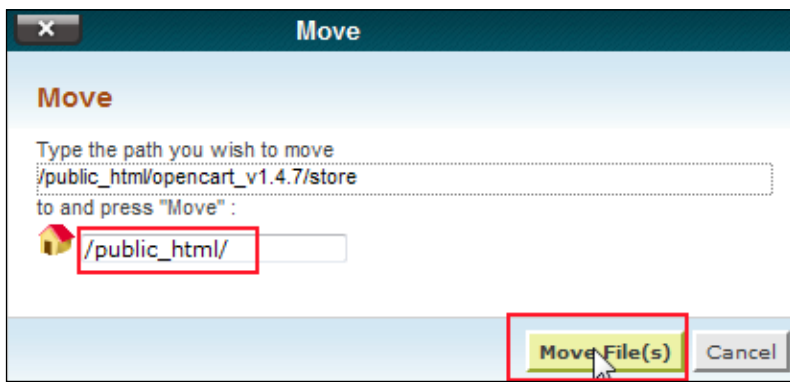 Move
Move
Type the path you wish to move
/public_html/opencart_v1.4.7/store
to and press "Move" :
/public_html/
Move File(s) Cancel